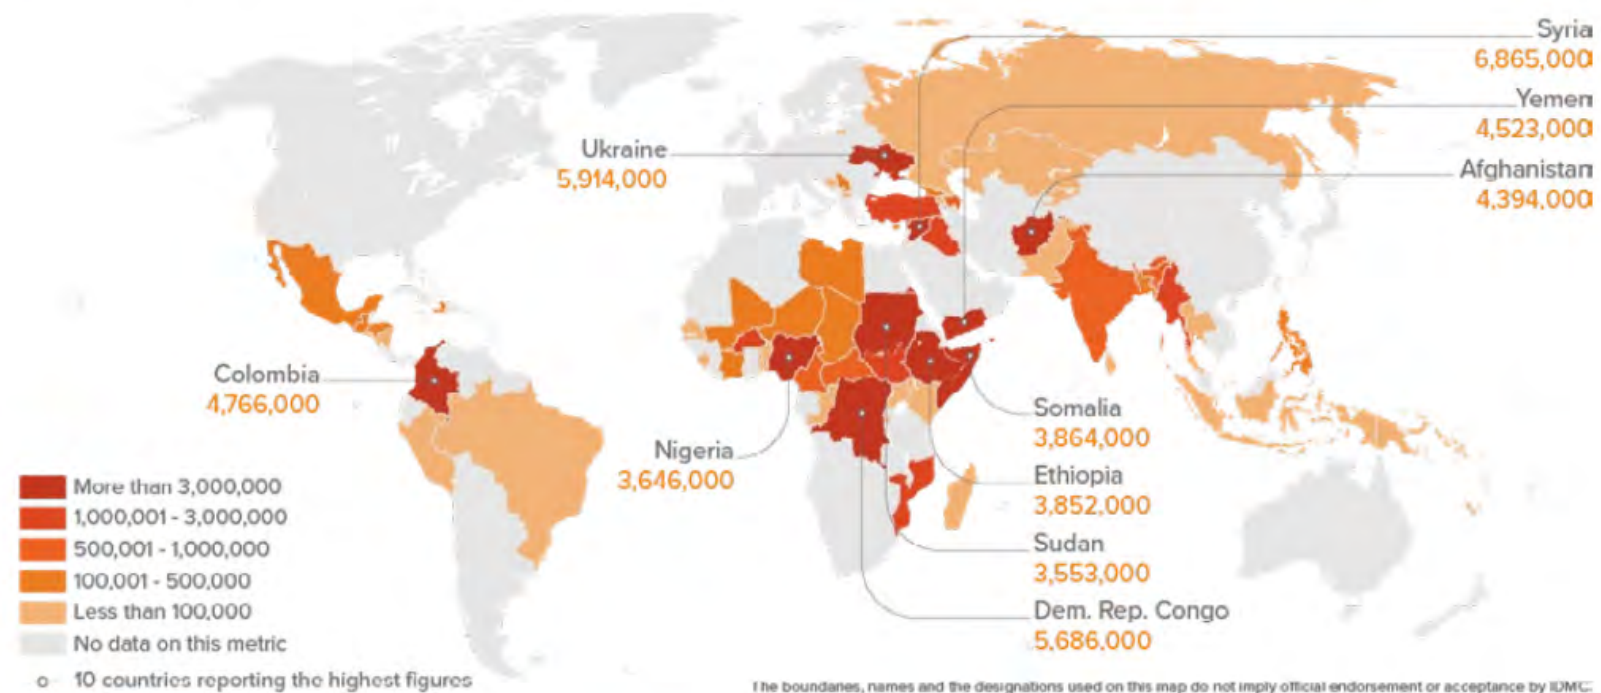 Syria
6,865,000
Yemen
4,523,000
Afghanistan
4,394,000
Ukraine
5,914,000
Colombia
4,766,000
Nigeria
3,646,000
Somalia
3,864,000
Ethiopia
3,852,000
Sudan
3,553,000
Dem. Rep. Congo
5,686,000
More than 3,000,000
1,000,001 - 3,000,000
500,001 - 1,000,000
100,001 - 500,000
Less than 100,000
No data on this metric
10 countries reporting the highest figures
The boundaries, names and the designations used on this map do not imply official endorsement or acceptance by IDMC.